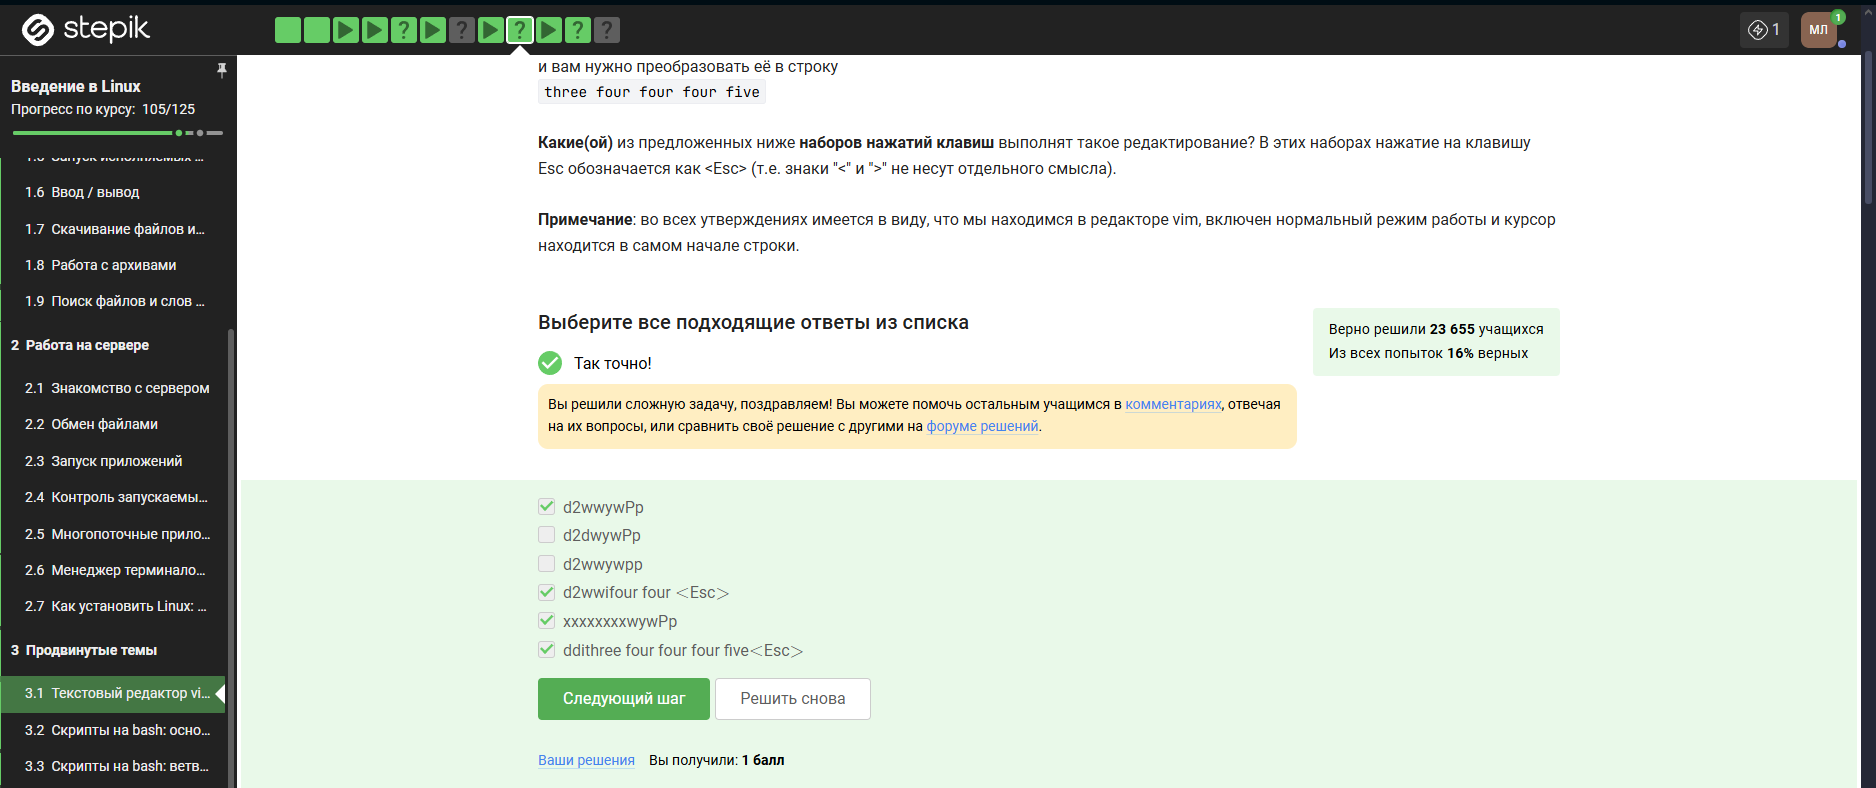 stepik
1
МЛ
1
Введение в Linux
Прогресс по курсу: 105/125
1.6 Ввод / вывод
1.7 Скачивание файлов и...
1.8 Работа с архивами
1.9 Поиск файлов и слов ...
2 Работа на сервере
2.1 Знакомство с сервером
2.2 Обмен файлами
2.3 Запуск приложений
2.4 Контроль запускаемы...
2.5 Многопоточные прило...
2.6 Менеджер терминало...
2.7 Как установить Linux: ...
3 Продвинутые темы
3.1 Текстовый редактор vi...
3.2 Скрипты на bash: осно...
3.3 Скрипты на bash: ветв...
и вам нужно преобразовать её в строку
three four four four five
Какие(ой) из предложенных ниже наборов нажатий клавиш выполнят такое редактирование? В этих наборах нажатие на клавишу
Esc обозначается как <Esc> (т.е. знаки "<" и ">" не несут отдельного смысла).
Примечание: во всех утверждениях имеется в виду, что мы находимся в редакторе vim, включен нормальный режим работы и курсор
находится в самом начале строки.
Выберите все подходящие ответы из списка
Верно решили 23 655 учащихся
Из всех попыток 16% верных
Так точно!
Вы решили сложную задачу, поздравляем! Вы можете помочь остальным учащимся в комментариях, отвечая
на их вопросы, или сравнить своё решение с другими на форуме решений.
d2wwywPp
d2dwywPp
d2wwywpp
d2wwifour four <Esc>
xxxxxxxxwywPp
ddithree four four four five<Esc>
Следующий шаг
Решить снова
Ваши решения Вы получили: 1 балл